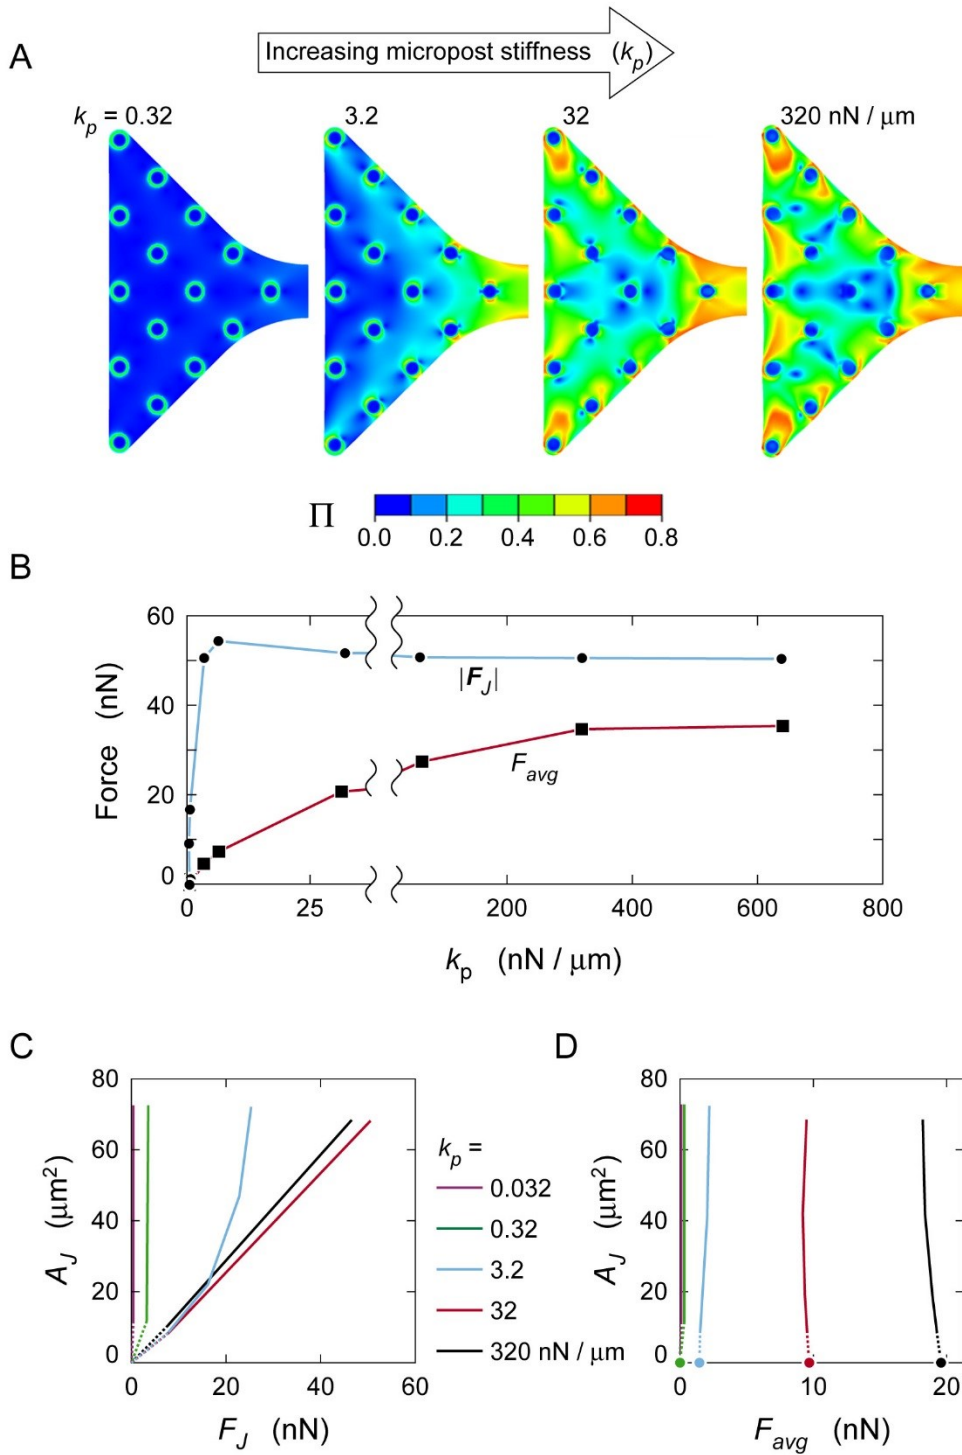 A
Increasing micropost stiffness (kp)
kp = 0.32
3.2
32
320 nN / μm
Π
0.0 0.2 0.4 0.6 0.8
B
60
40
20
0
Force (nN)
|FJ|
Favg
0 25 200 400 600 800
kp (nN / μm)
C
80
60
40
20
0
AJ (μm²)
0 20 40 60
FJ (nN)
kp =
0.032
0.32
3.2
32
320 nN / μm
D
80
60
40
20
0
AJ (μm²)
0 10 20
Favg (nN)